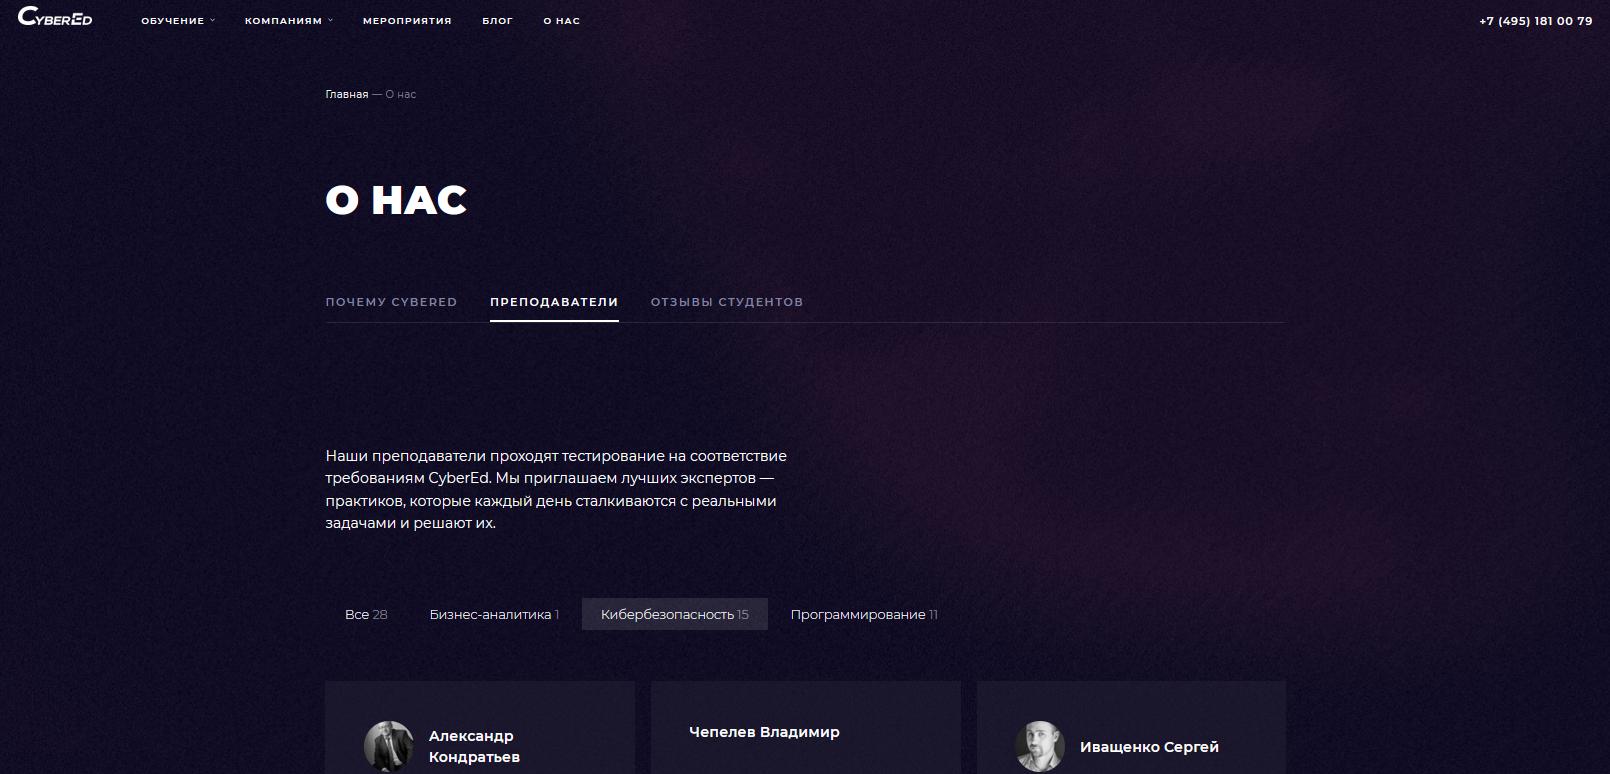 CYBERED
ОБУЧЕНИЕ КОМПАНИЯМ МЕРОПРИЯТИЯ БЛОГ О НАС +7 (495) 181 00 79
Главная — О нас
О НАС
ПОЧЕМУ CYBERED ПРЕПОДАВАТЕЛИ ОТЗЫВЫ СТУДЕНТОВ
Наши преподаватели проходят тестирование на соответствие
требованиям CyberEd. Мы приглашаем лучших экспертов —
практиков, которые каждый день сталкиваются с реальными
задачами и решают их.
Все 28 Бизнес-аналитика 1 Кибербезопасность 15 Программирование 11
Александр
Кондратьев
Чепелев Владимир
Иващенко Сергей